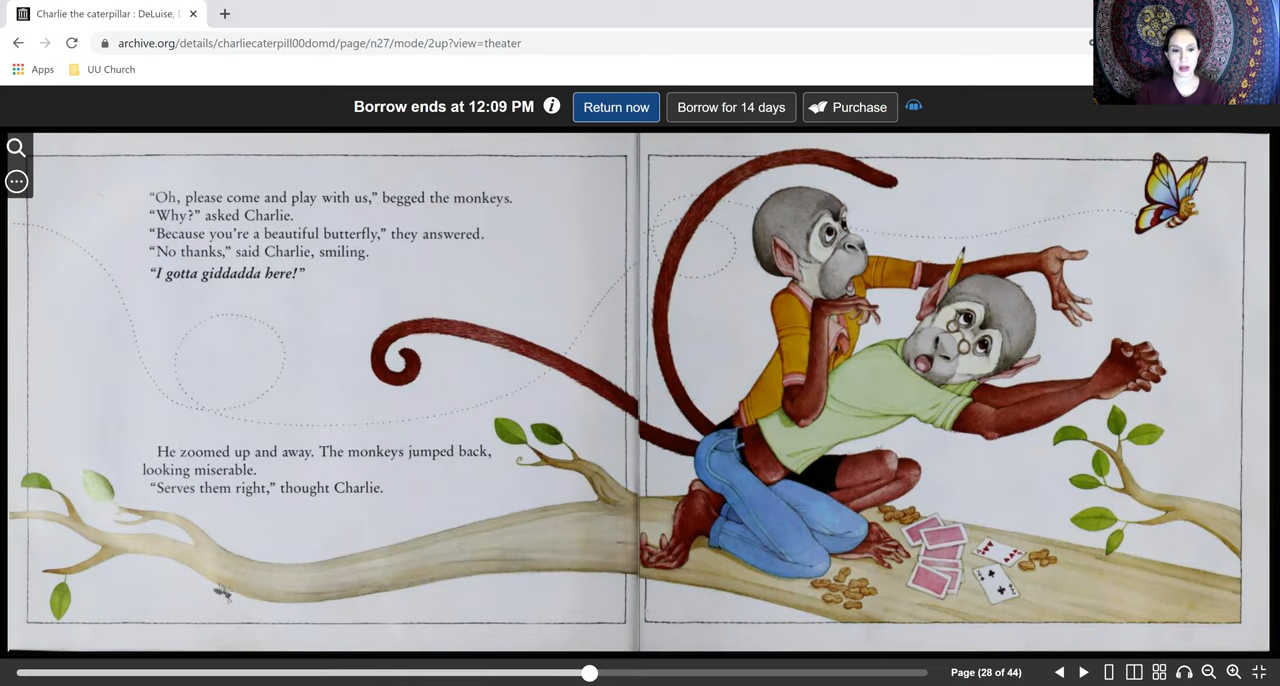 Charlie the caterpillar : DeLuise,
archive.org/details/charliecaterpill00domd/page/n27/mode/2up?view=theater
Apps
UU Church
Borrow ends at 12:09 PM
Return now
Borrow for 14 days
Purchase
“Oh, please come and play with us,” begged the monkeys.
“Why?” asked Charlie.
“Because you’re a beautiful butterfly,” they answered.
“No thanks,” said Charlie, smiling.
“I gotta giddadda here!”
He zoomed up and away. The monkeys jumped back,
looking miserable.
“Serves them right,” thought Charlie.
Page (28 of 44)